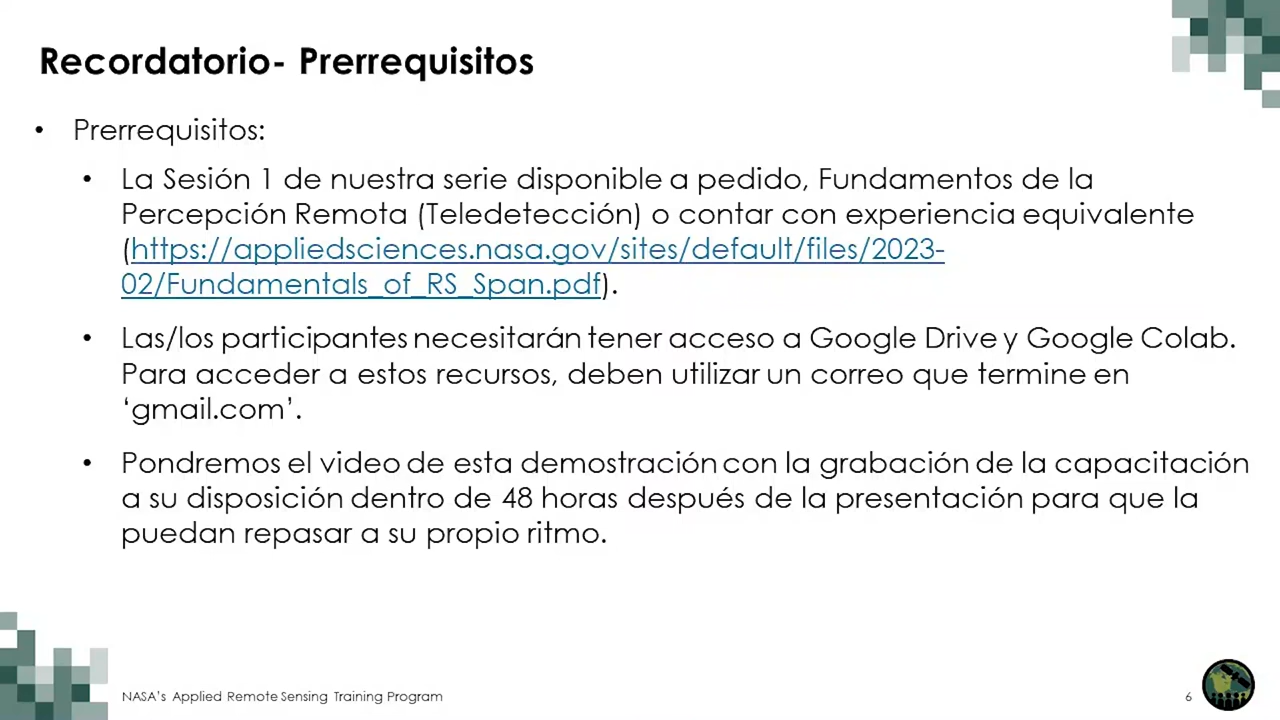 Recordatorio- Prerrequisitos
• Prerrequisitos:
• La Sesión 1 de nuestra serie disponible a pedido, Fundamentos de la
Percepción Remota (Teledetección) o contar con experiencia equivalente
(https://appliedsciences.nasa.gov/sites/default/files/2023-
02/Fundamentals_of_RS_Span.pdf).
• Las/los participantes necesitarán tener acceso a Google Drive y Google Colab.
Para acceder a estos recursos, deben utilizar un correo que termine en
‘gmail.com’.
• Pondremos el video de esta demostración con la grabación de la capacitación
a su disposición dentro de 48 horas después de la presentación para que la
puedan repasar a su propio ritmo.
NASA’s Applied Remote Sensing Training Program
6